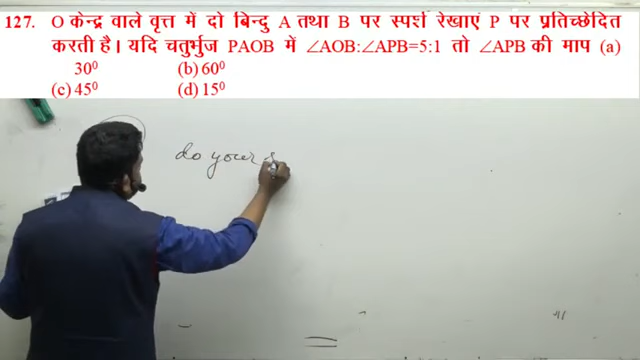 127. O केन्द्र वाले वृत्त में दो बिन्दु A तथा B पर स्पर्श रेखाएं P पर प्रतिच्छेदित
करती है। यदि चतुर्भुज PAOB में ∠AOB:∠APB=5:1 तो ∠APB की माप (a)
30⁰ (b) 60⁰
(c) 45⁰ (d) 15⁰
do your